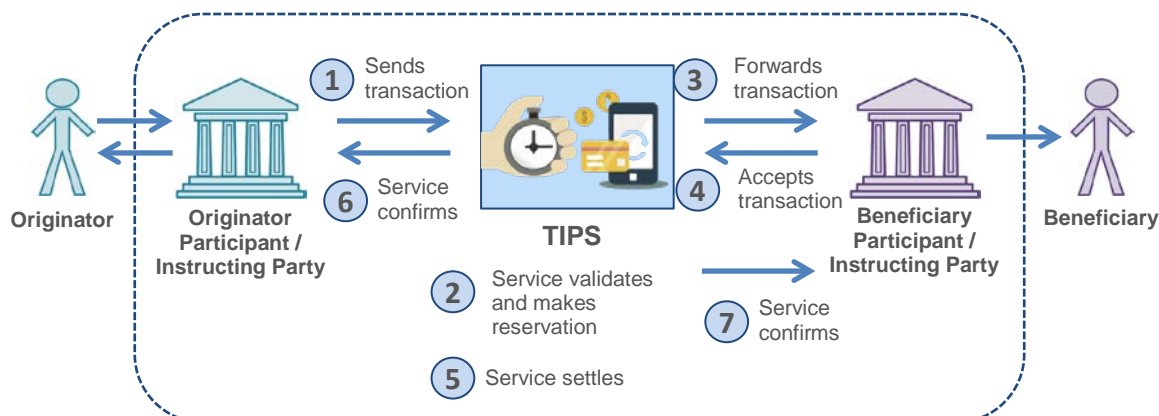 1
Sends
transaction
3
Forwards
transaction
6
Service
confirms
4
Accepts
transaction
Originator
Originator
Participant /
Instructing Party
TIPS
Beneficiary
Participant /
Instructing Party
Beneficiary
2
Service validates
and makes
reservation
7
Service
confirms
5
Service settles